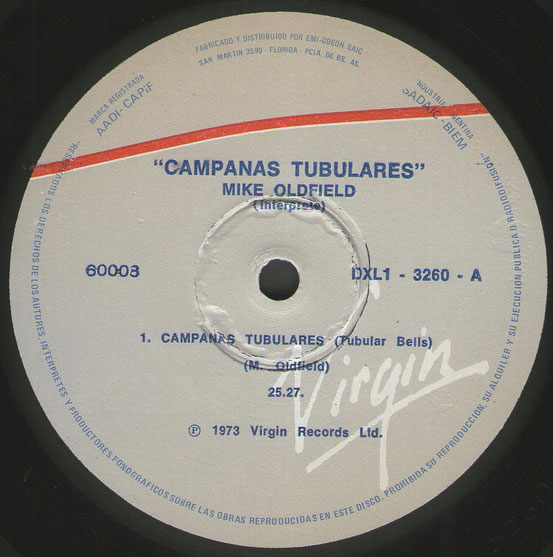 FABRICADO Y DISTRIBUIDO POR EMI-ODEON SAIC
SAN MARTIN 3590 - FLORIDA - PCIA. DE BS. AS.
MARCA REGISTRADA
AADI-CAPIF
INDUSTRIA ARGENTINA
SADAIC-BIEM
"CAMPANAS TUBULARES"
MIKE OLDFIELD
(Intérprete)
60008
DXL1 - 3260 - A
1. CAMPANAS TUBULARES (Tubular Bells)
(M. Oldfield)
25.27.
Ⓟ 1973 Virgin Records Ltd.
Virgin
RESERVADOS LOS DERECHOS DE LOS AUTORES, INTERPRETES Y PRODUCTORES FONOGRAFICOS SOBRE LAS OBRAS REPRODUCIDAS EN ESTE DISCO. PROHIBIDA SU REPRODUCCION, SU ALQUILER Y SU EJECUCION PUBLICA O RADIODIFUSION"